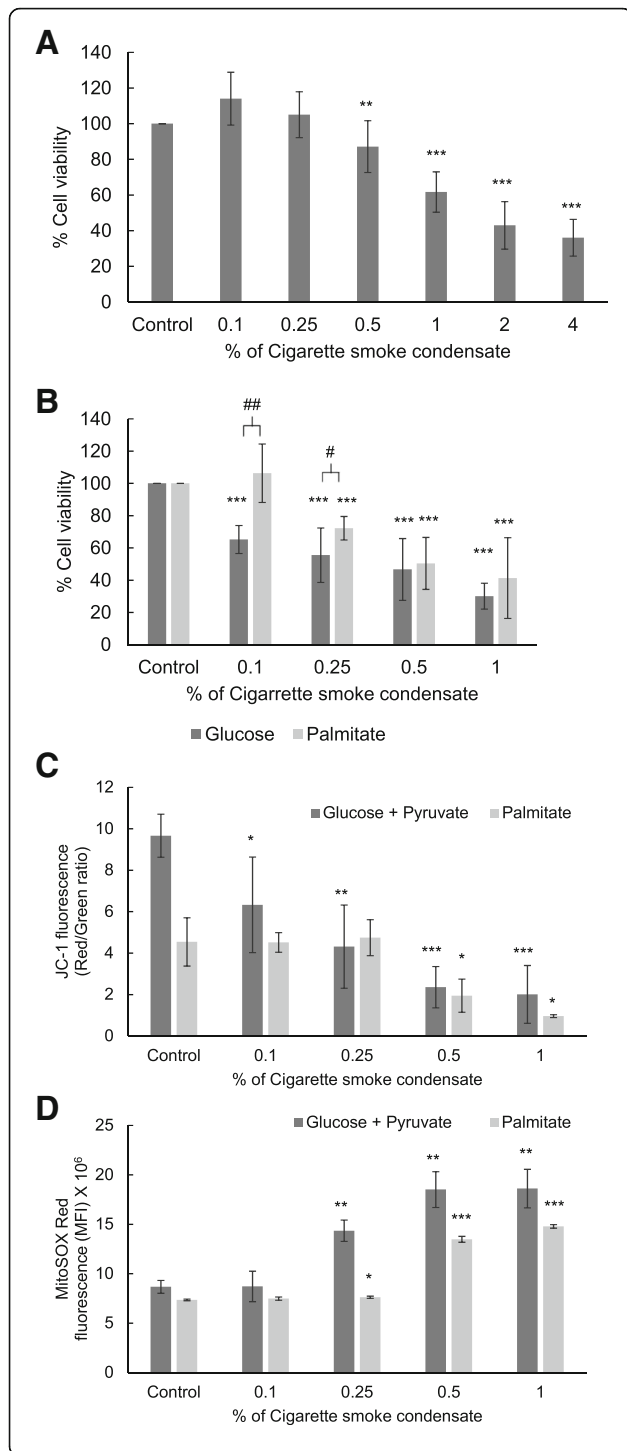 A
140
120
100
80
60
40
20
0
% Cell viability
**
***
***
***
Control 0.1 0.25 0.5 1 2 4
% of Cigarette smoke condensate
B
140
120
100
80
60
40
20
0
% Cell viability
##
#
***
*** ***
*** ***
*** ***
Control 0.1 0.25 0.5 1
% of Cigarrette smoke condensate
Glucose Palmitate
C
12
10
8
6
4
2
0
JC-1 fluorescence
(Red/Green ratio)
Glucose + Pyruvate Palmitate
*
**
*** *
*** *
Control 0.1 0.25 0.5 1
% of Cigarette smoke condensate
D
25
20
15
10
5
0
MitoSOX Red
fluorescence (MFI) X 10⁶
Glucose + Pyruvate Palmitate
** *
** ***
** ***
Control 0.1 0.25 0.5 1
% of Cigarette smoke condensate